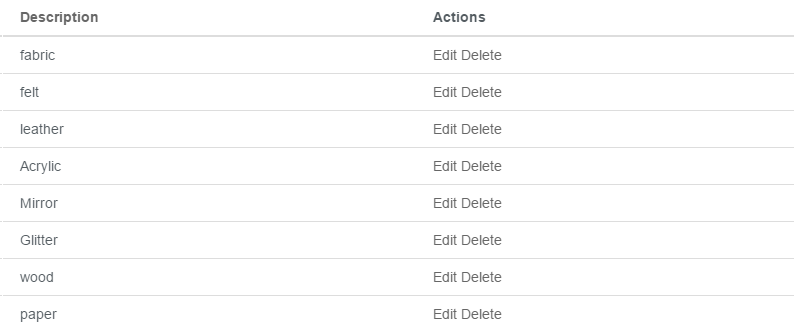 Description Actions
fabric Edit Delete
felt Edit Delete
leather Edit Delete
Acrylic Edit Delete
Mirror Edit Delete
Glitter Edit Delete
wood Edit Delete
paper Edit Delete